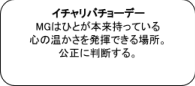 イチャリバチョーデー
MGはひとが本来持っている
心の温かさを発揮できる場所。
公正に判断する。